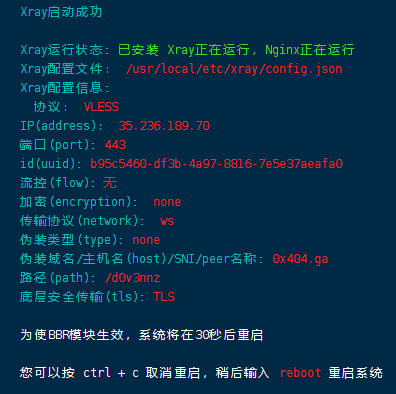 Xray启动成功
Xray运行状态: 已安装 Xray正在运行, Nginx正在运行
Xray配置文件: /usr/local/etc/xray/config.json
Xray配置信息:
协议: VLESS
IP(address): 35.236.189.70
端口(port): 443
id(uuid): b95c5460-df3b-4a97-8816-7e5e37aeafa0
流控(flow): 无
加密(encryption): none
传输协议(network): ws
伪装类型(type): none
伪装域名/主机名(host)/SNI/peer名称: 0x404.ga
路径(path): /d0v3nnz
底层安全传输(tls): TLS
为使BBR模块生效, 系统将在30秒后重启
您可以按 ctrl + c 取消重启, 稍后输入 reboot 重启系统